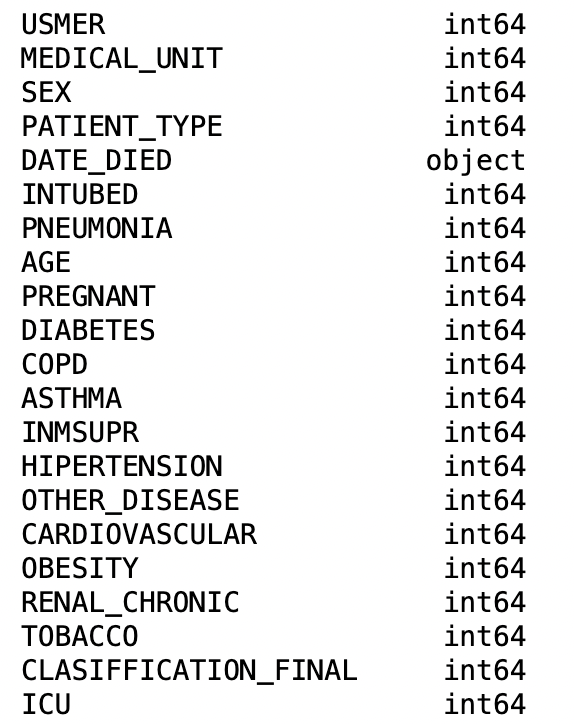 USMER int64
MEDICAL_UNIT int64
SEX int64
PATIENT_TYPE int64
DATE_DIED object
INTUBED int64
PNEUMONIA int64
AGE int64
PREGNANT int64
DIABETES int64
COPD int64
ASTHMA int64
INMSUPR int64
HIPERTENSION int64
OTHER_DISEASE int64
CARDIOVASCULAR int64
OBESITY int64
RENAL_CHRONIC int64
TOBACCO int64
CLASIFFICATION_FINAL int64
ICU int64